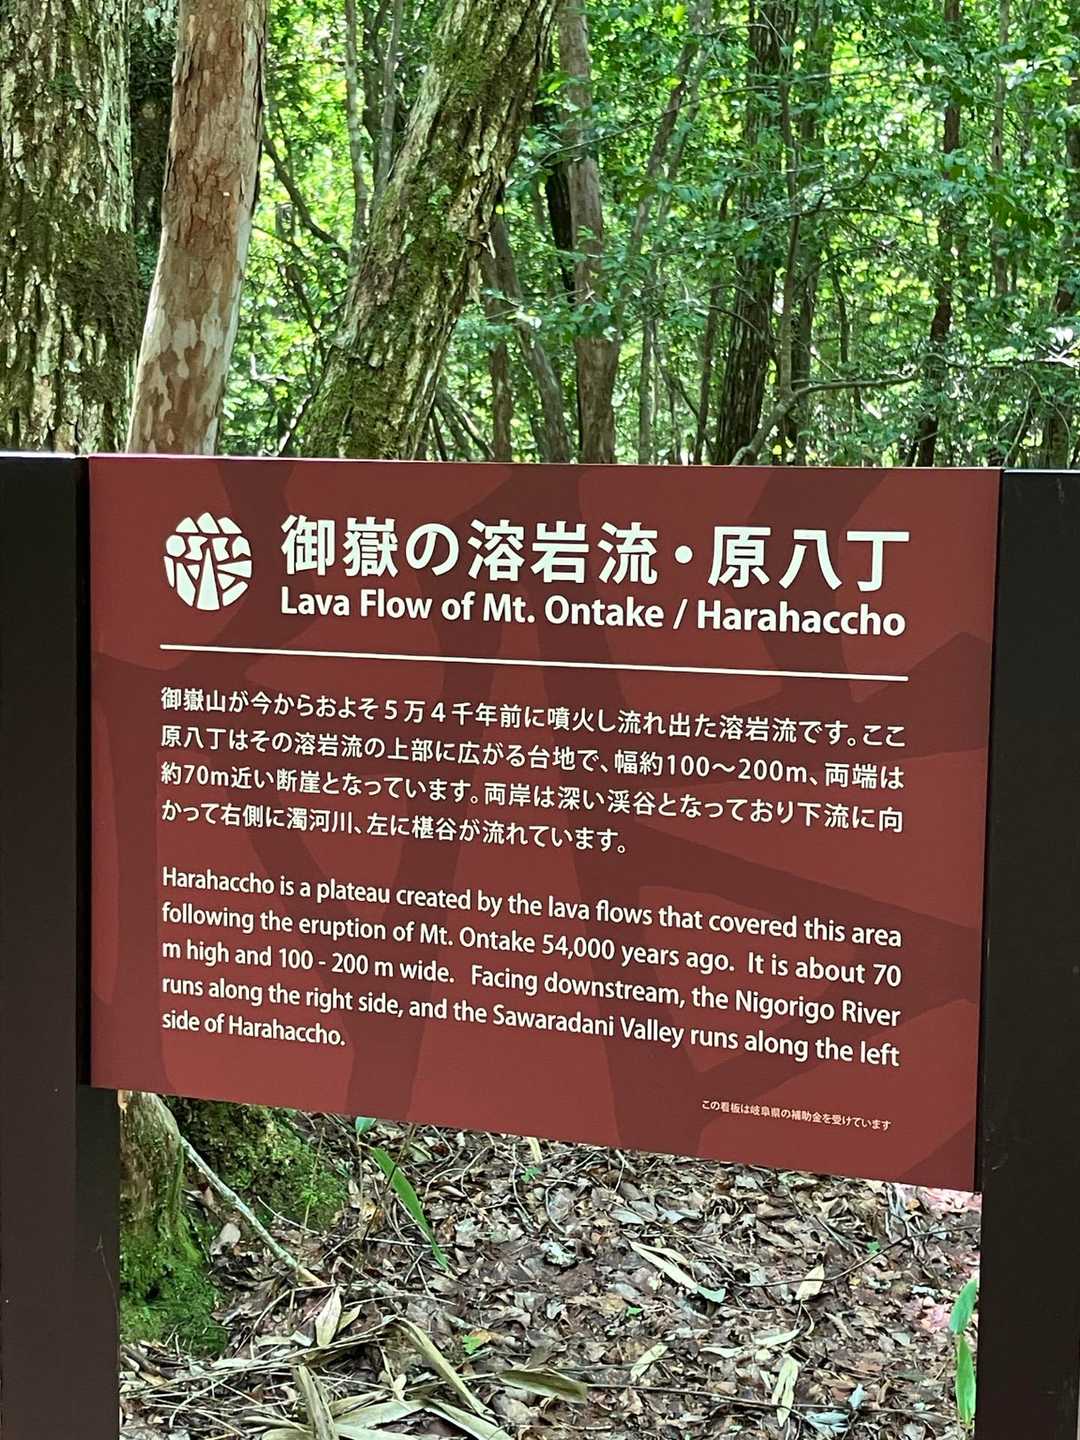 御嶽の溶岩流・原八丁
Lava Flow of Mt. Ontake / Harahaccho
御嶽山が今からおよそ５万４千年前に噴火し流れ出た溶岩流です。ここ
原八丁はその溶岩流の上部に広がる台地で、幅約100〜200m、両端は
約70m近い断崖となっています。両岸は深い渓谷となっており下流に向
かって右側に濁河川、左に椹谷が流れています。
Harahaccho is a plateau created by the lava flows that covered this area
following the eruption of Mt. Ontake 54,000 years ago. It is about 70
m high and 100 - 200 m wide. Facing downstream, the Nigorigo River
runs along the right side, and the Sawaradani Valley runs along the left
side of Harahaccho.
この看板は岐阜県の補助金を受けています